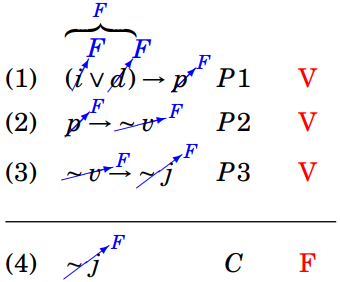 F
F F F
(1) (i ∨ d) → p P1 V
F F
(2) p → ~ v P2 V
F F
(3) ~ v → ~ j P3 V
F
(4) ~ j C F